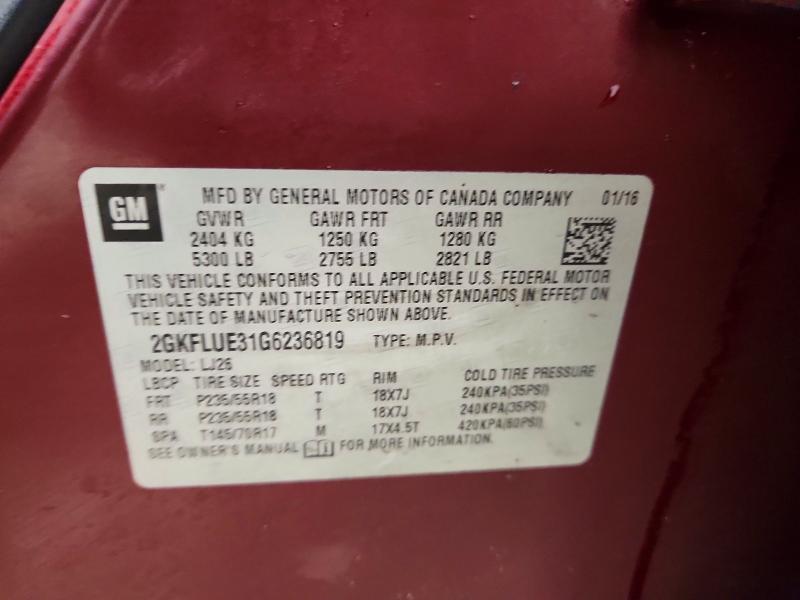 GM MFD BY GENERAL MOTORS OF CANADA COMPANY 01/16
GVWR GAWR FRT GAWR RR
2404 KG 1250 KG 1280 KG
5300 LB 2755 LB 2821 LB
THIS VEHICLE CONFORMS TO ALL APPLICABLE U.S. FEDERAL MOTOR
VEHICLE SAFETY AND THEFT PREVENTION STANDARDS IN EFFECT ON
THE DATE OF MANUFACTURE SHOWN ABOVE.
2GKFLUE31G6236819 TYPE: M.P.V.
MODEL: LJ26
LBCP TIRE SIZE SPEED RTG RIM COLD TIRE PRESSURE
FRT P235/55R18 T 18X7J 240KPA(35PSI)
RR P235/55R18 T 18X7J 240KPA(35PSI)
SPA T145/70R17 M 17X4.5T 420KPA(60PSI)
SEE OWNER'S MANUAL FOR MORE INFORMATION.